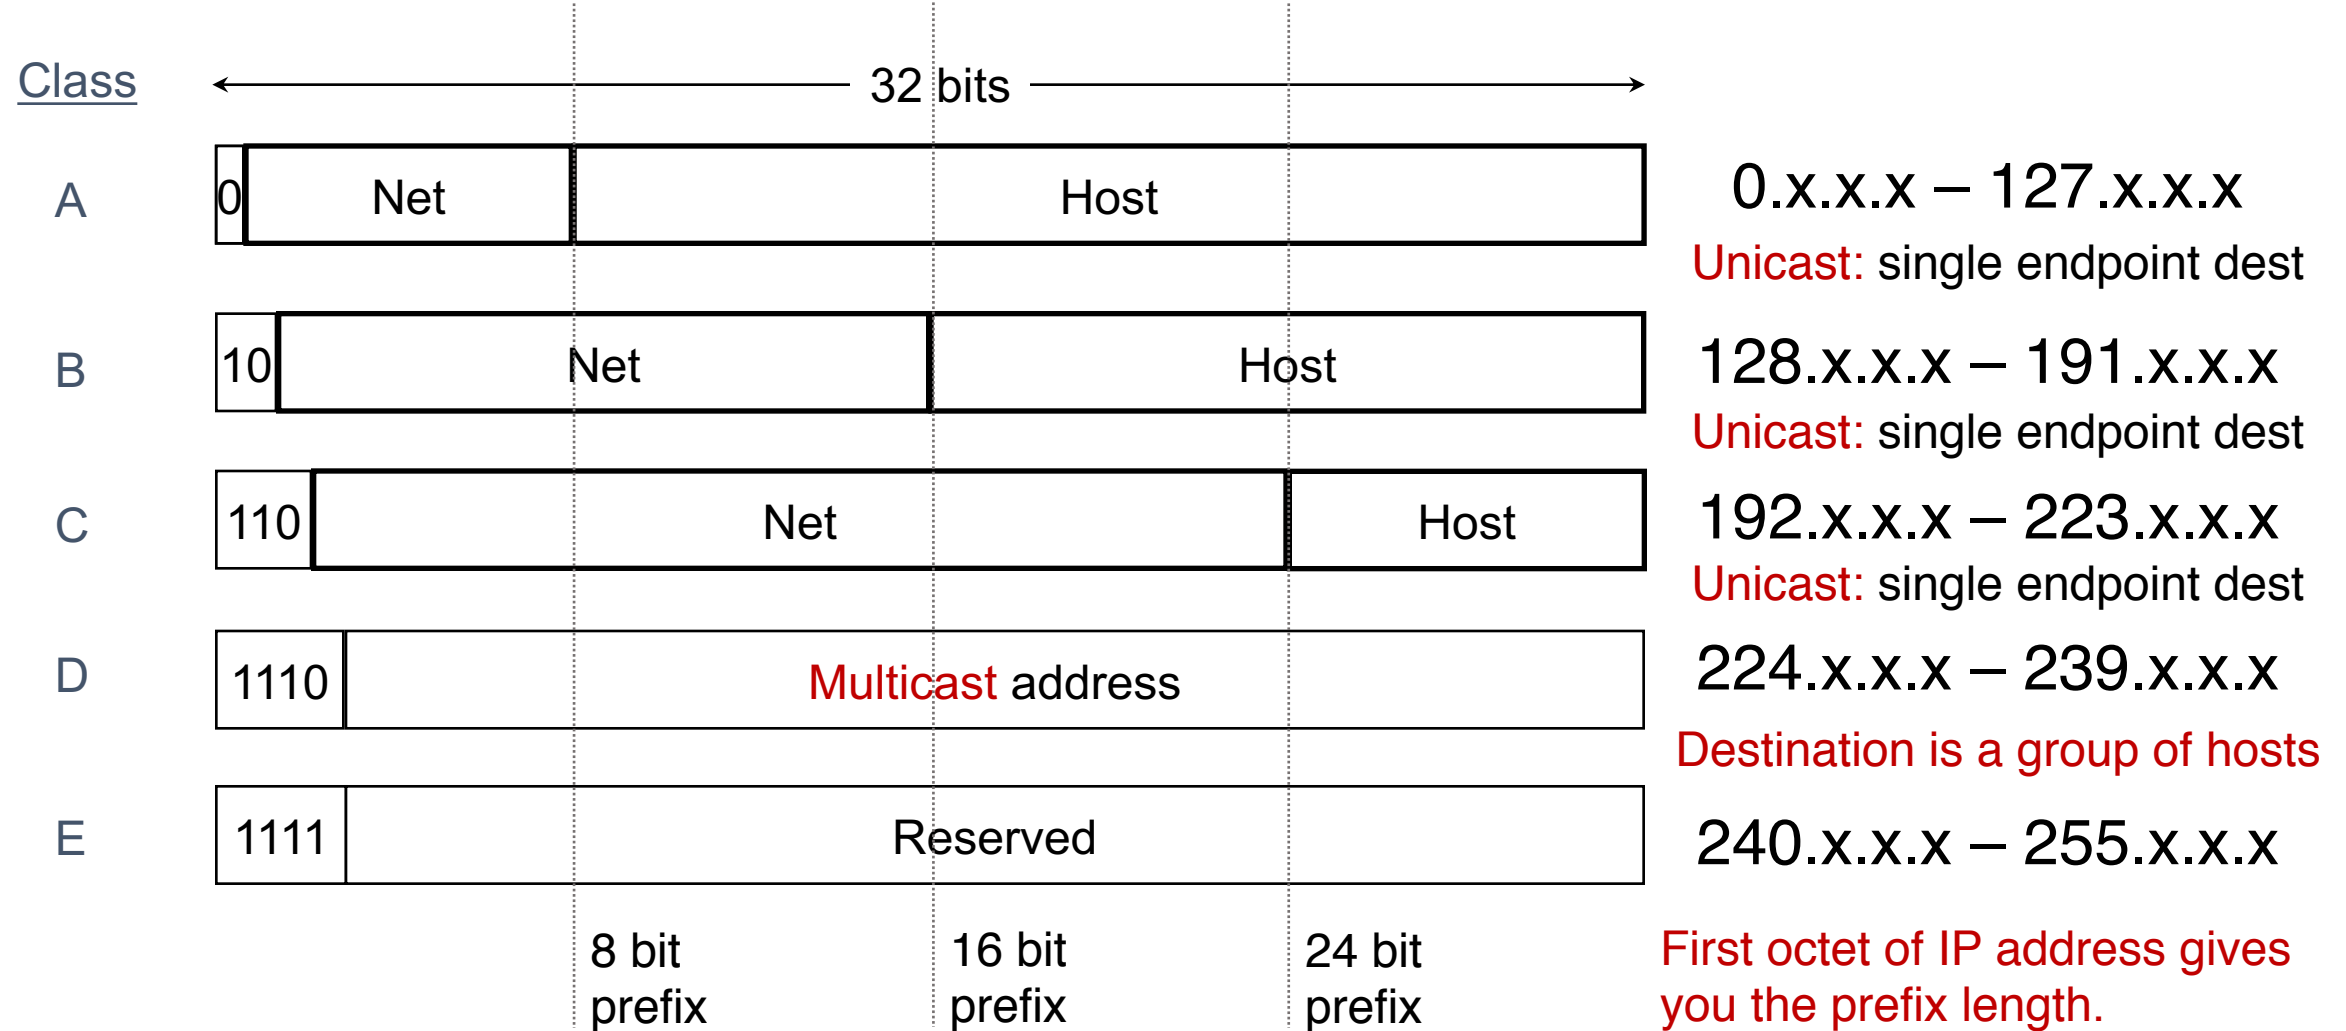 Class
32 bits
A
0
Net
Host
0.x.x.x – 127.x.x.x
Unicast: single endpoint dest
B
10
Net
Host
128.x.x.x – 191.x.x.x
Unicast: single endpoint dest
C
110
Net
Host
192.x.x.x – 223.x.x.x
Unicast: single endpoint dest
D
1110
Multicast address
224.x.x.x – 239.x.x.x
Destination is a group of hosts
E
1111
Reserved
240.x.x.x – 255.x.x.x
8 bit
prefix
16 bit
prefix
24 bit
prefix
First octet of IP address gives
you the prefix length.